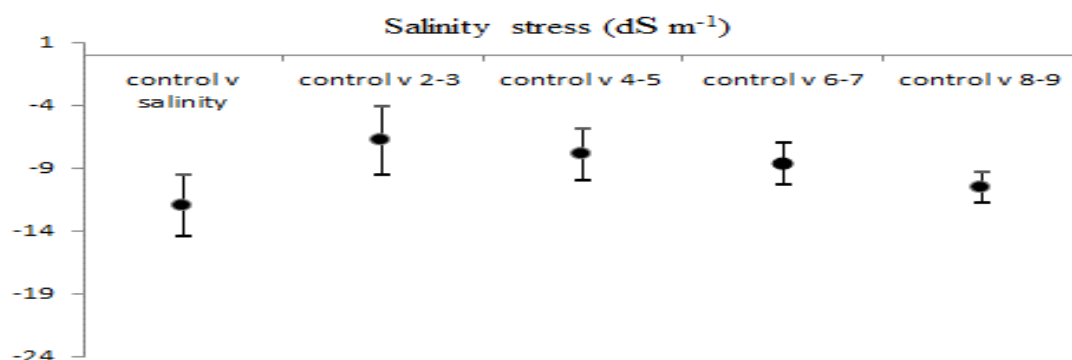 Salinity stress (dS m-1)
1
control v salinity
control v 2-3
control v 4-5
control v 6-7
control v 8-9
-4
-9
-14
-19
-24